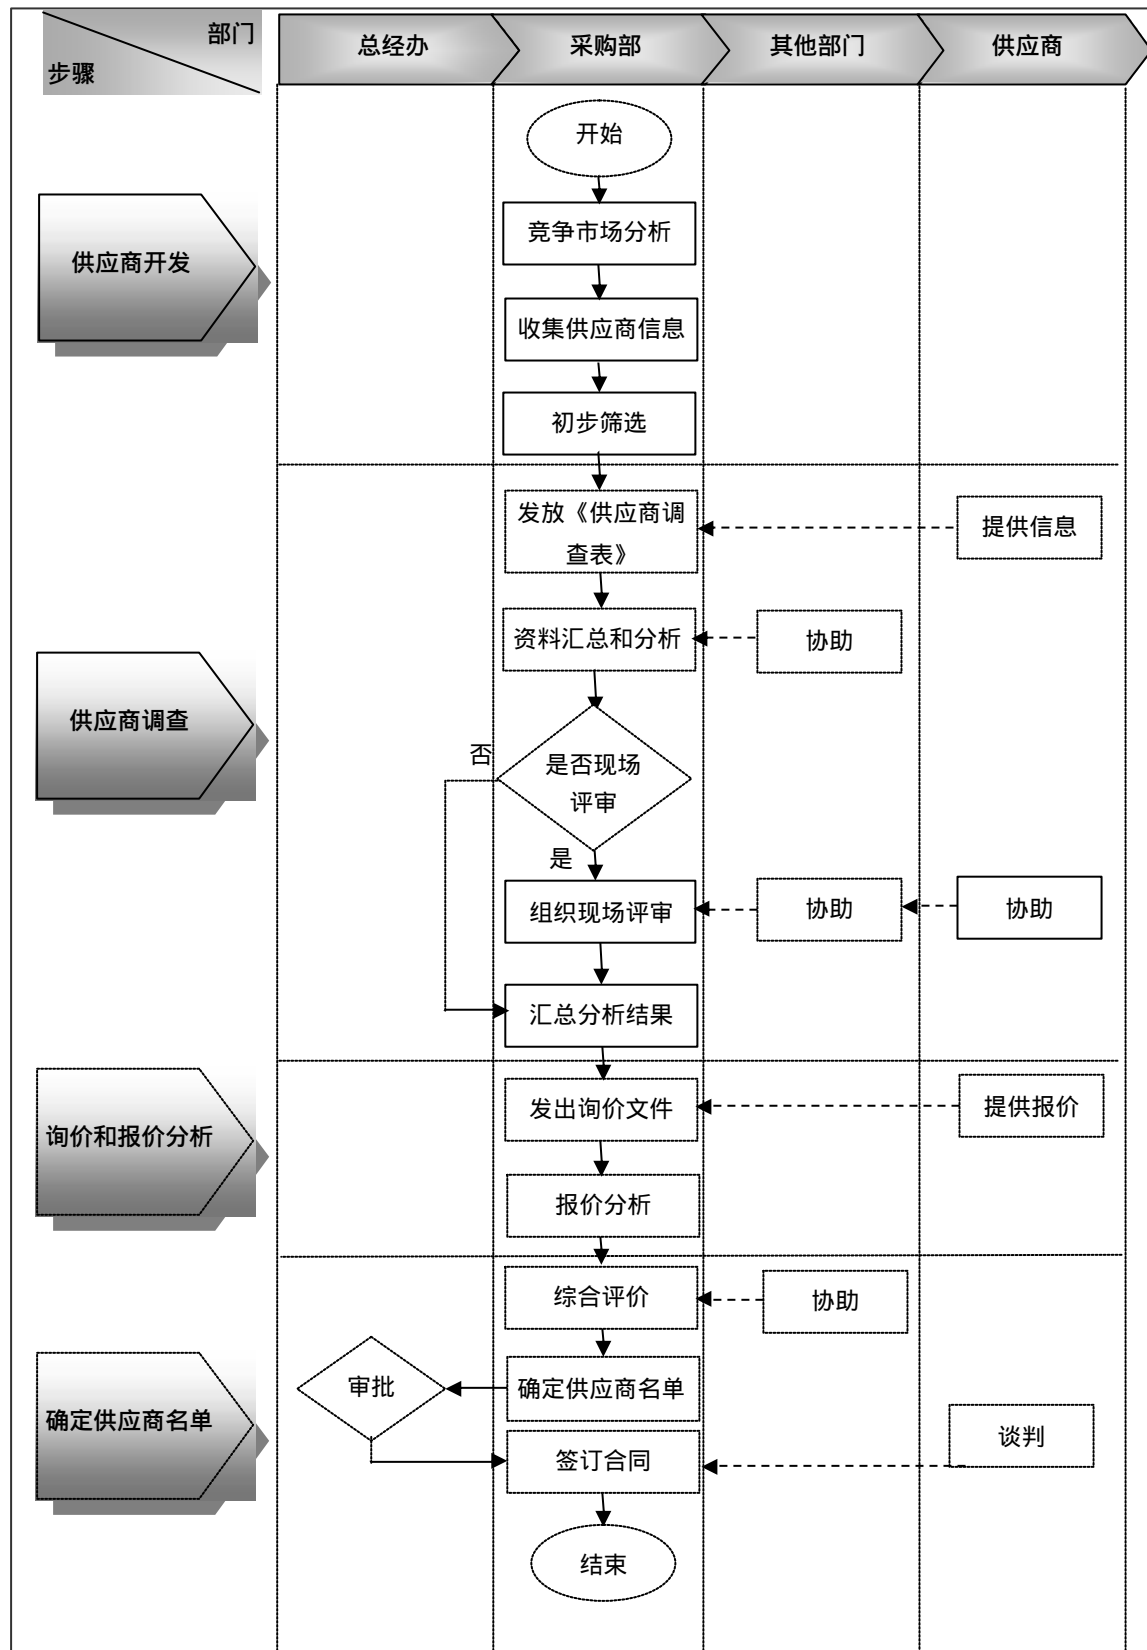 部门
步骤
总经办
采购部
其他部门
供应商
开始
供应商开发
竞争市场分析
收集供应商信息
初步筛选
发放《供应商调
查表》
提供信息
资料汇总和分析
协助
供应商调查
否
是否现场
评审
是
组织现场评审
协助
协助
汇总分析结果
询价和报价分析
发出询价文件
提供报价
报价分析
综合评价
协助
确定供应商名单
审批
确定供应商名单
谈判
签订合同
结束